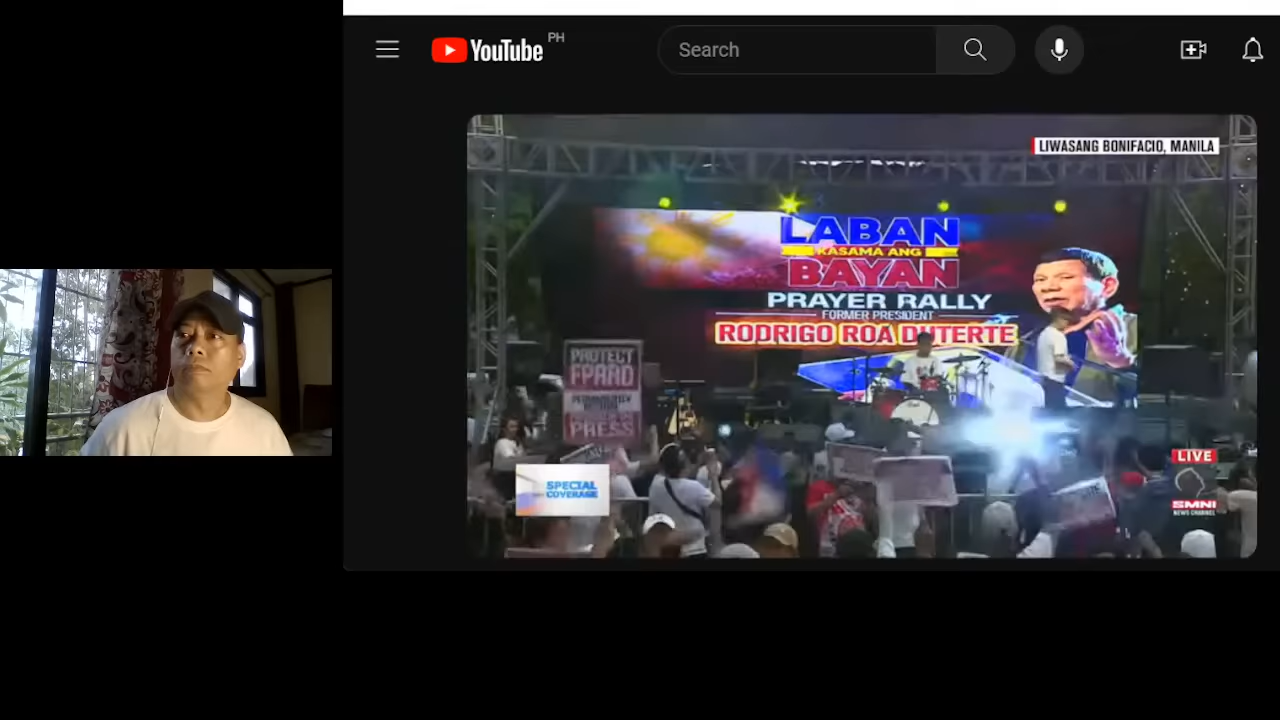 YouTube PH
Search
LIWASANG BONIFACIO, MANILA
LABAN
KASAMA ANG
BAYAN
PRAYER RALLY
FORMER PRESIDENT
RODRIGO ROA DUTERTE
PROTECT
FPRRD
PRESS
SPECIAL
COVERAGE
LIVE
SMNI
NEWS CHANNEL